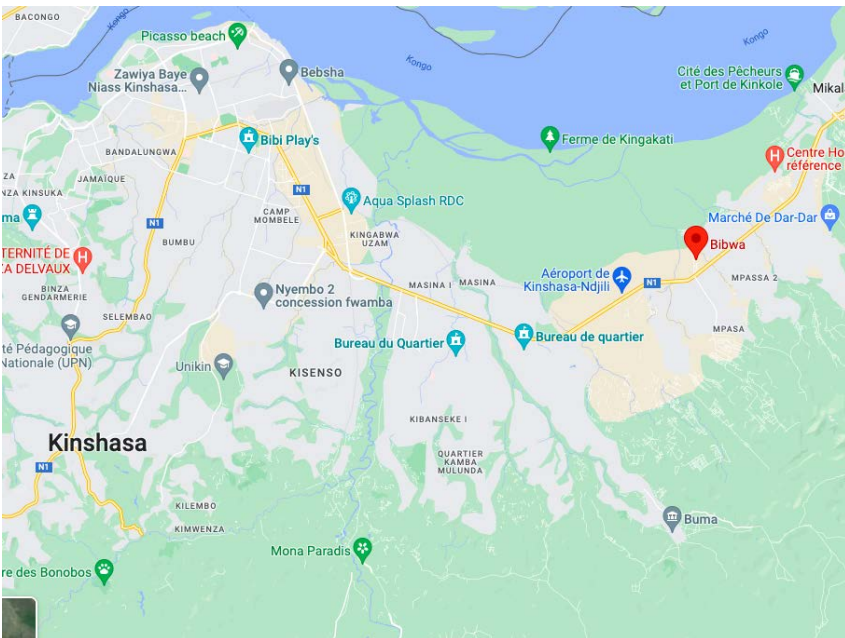 BACONGO
Kongo
Picasso beach
Kongo
Kongo
Zawiya Baye
Niass Kinshasa...
Bebsha
Cité des Pêcheurs
et Port de Kinkole
Mikal
Bibi Play's
Ferme de Kingakati
BANDALUNGWA
Centre Ho
référence
ZA
JAMAÏQUE
NZA KINSUKA
N1
Aqua Splash RDC
ma
N1
CAMP
MOMBELE
Marché De Dar-Dar
BUMBU
KINGABWA
UZAM
Bibwa
TERNITÉ DE
CA DELVAUX
BINZA
GENDARMERIE
Nyembo 2
concession fwamba
MASINA I
MASINA
Aéroport de
Kinshasa-Ndjili
N1
MPASSA 2
SELEMBAO
MPASA
té Pédagogique
Nationale (UPN)
Bureau du Quartier
Bureau de quartier
Unikin
KISENSO
KIBANSEKE I
Kinshasa
N1
QUARTIER
KAMBA
MULUNDA
KILEMBO
KIMWENZA
Buma
Mona Paradis
re des Bonobos